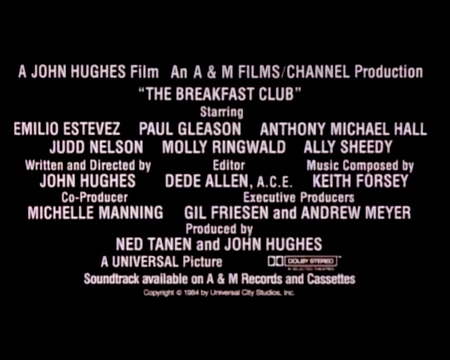 A JOHN HUGHES Film An A & M FILMS/CHANNEL Production
"THE BREAKFAST CLUB"
Starring
EMILIO ESTEVEZ PAUL GLEASON ANTHONY MICHAEL HALL
JUDD NELSON MOLLY RINGWALD ALLY SHEEDY
Written and Directed by Editor Music Composed by
JOHN HUGHES DEDE ALLEN, A.C.E. KEITH FORSEY
Co-Producer Executive Producers
MICHELLE MANNING GIL FRIESEN and ANDREW MEYER
Produced by
NED TANEN and JOHN HUGHES
A UNIVERSAL Picture DOLBY STEREO
IN SELECTED THEATRES
Soundtrack available on A & M Records and Cassettes
Copyright © 1984 by Universal City Studios, Inc.